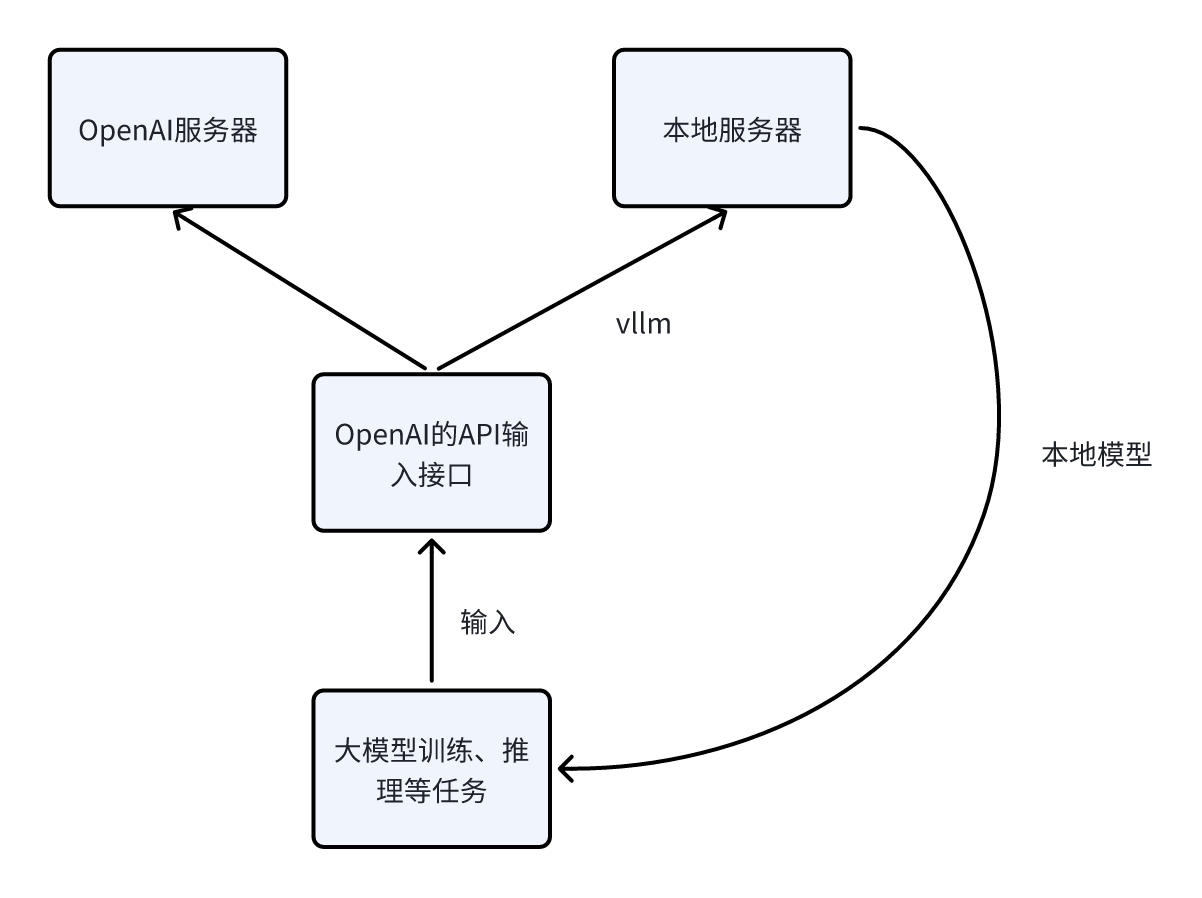 OpenAI服务器
本地服务器
vllm
OpenAI的API输
入接口
本地模型
输入
大模型训练、推
理等任务